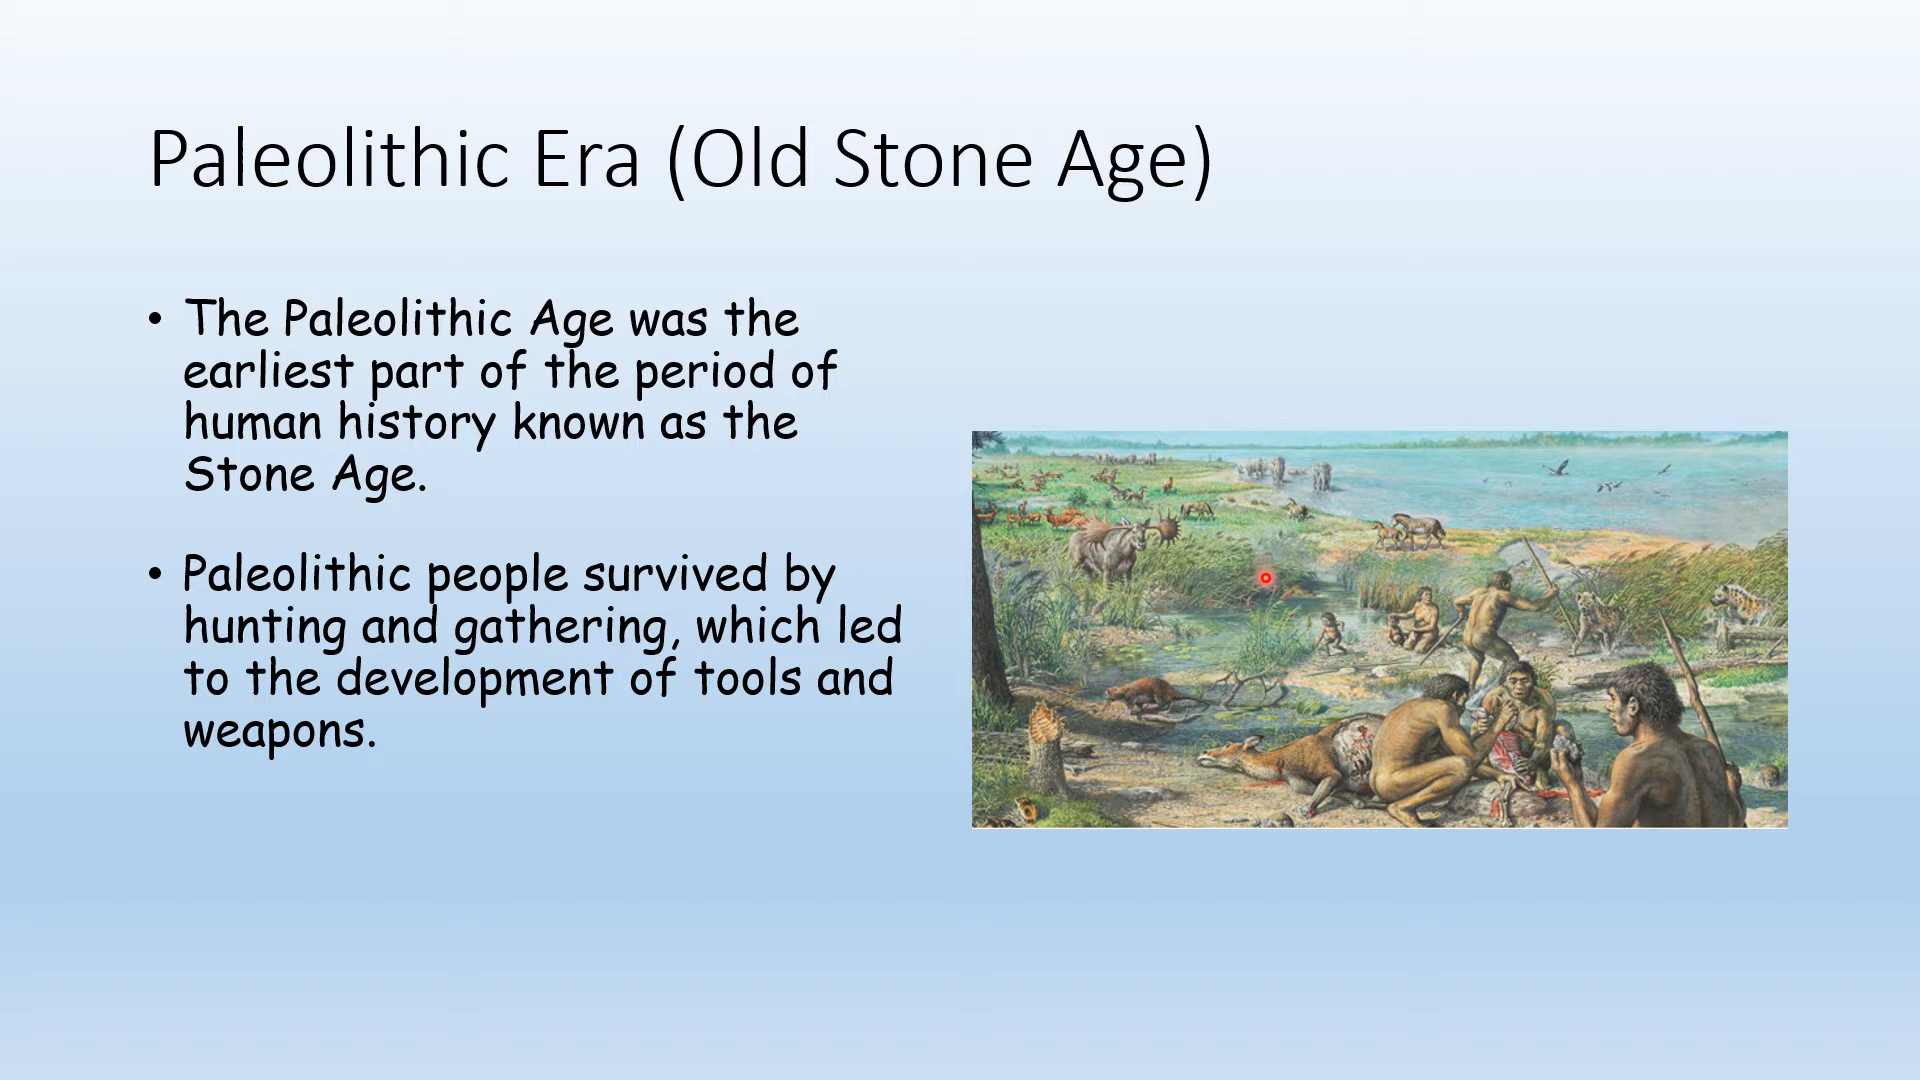 Paleolithic Era (Old Stone Age)
• The Paleolithic Age was the
earliest part of the period of
human history known as the
Stone Age.
• Paleolithic people survived by
hunting and gathering, which led
to the development of tools and
weapons.